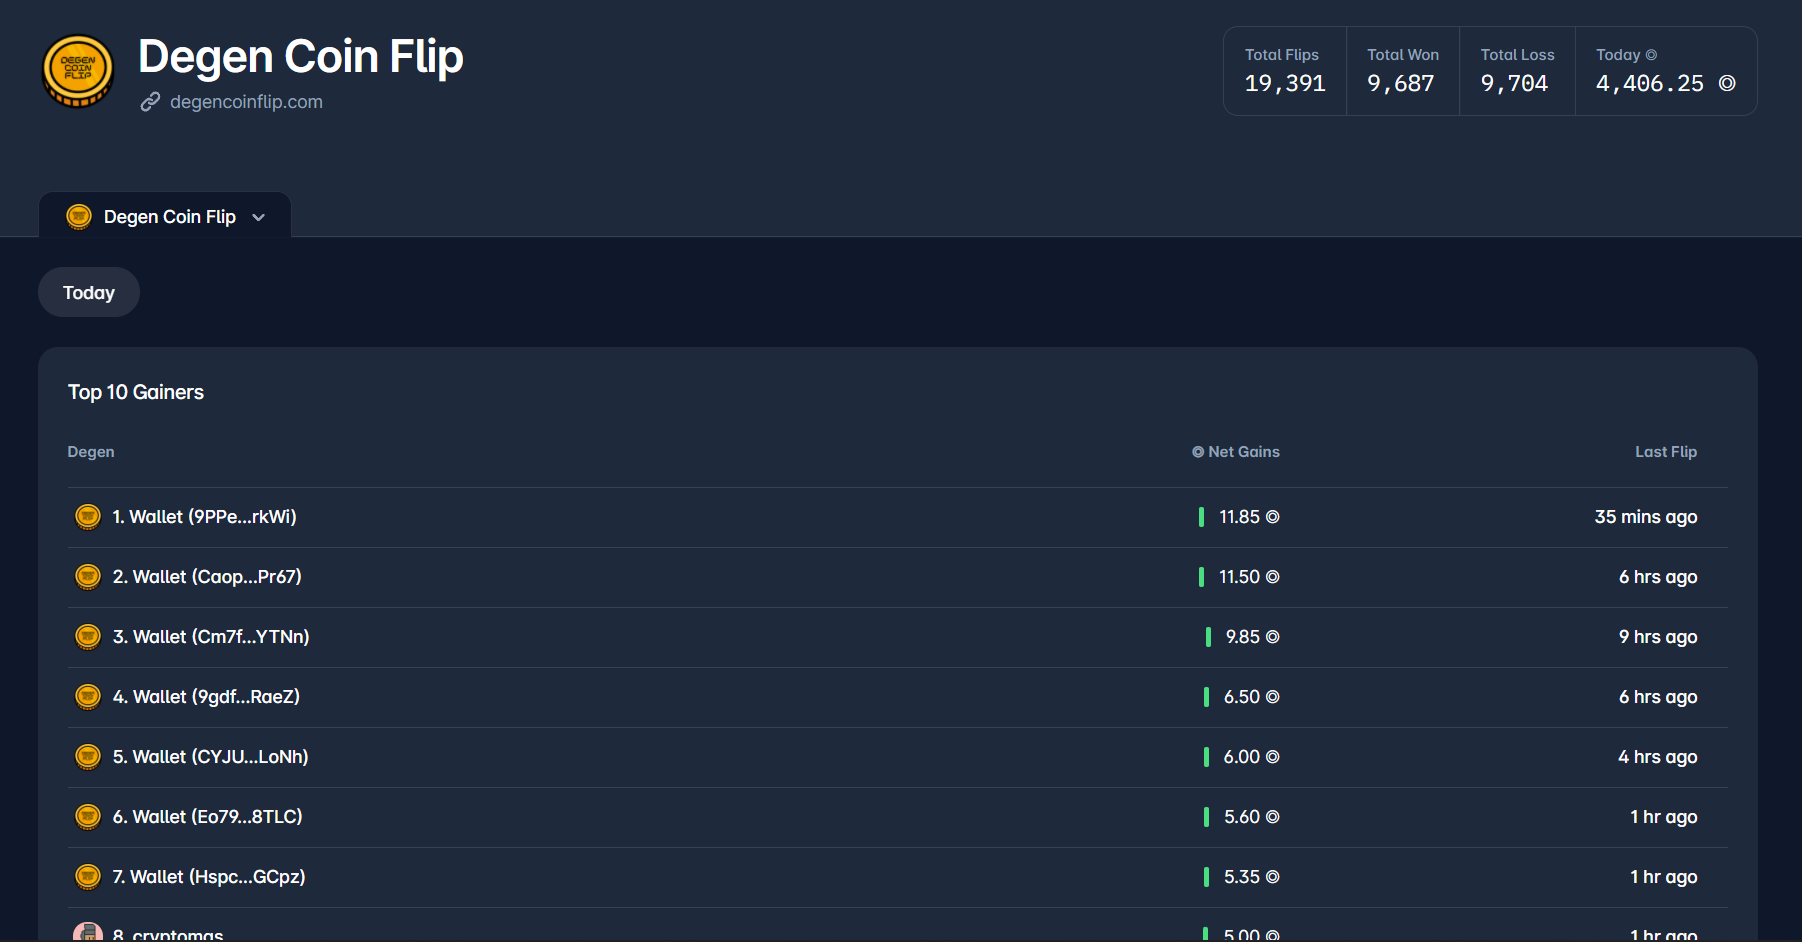 DEGEN
COIN
FLIP
Degen Coin Flip
degencoinflip.com
Total Flips
19,391
Total Won
9,687
Total Loss
9,704
Today
4,406.25
Degen Coin Flip
Today
Top 10 Gainers
Degen Net Gains Last Flip
1. Wallet (9PPe...rkWi) 11.85 35 mins ago
2. Wallet (Caop...Pr67) 11.50 6 hrs ago
3. Wallet (Cm7f...YTNn) 9.85 9 hrs ago
4. Wallet (9gdf...RaeZ) 6.50 6 hrs ago
5. Wallet (CYJU...LoNh) 6.00 4 hrs ago
6. Wallet (Eo79...8TLC) 5.60 1 hr ago
7. Wallet (Hspc...GCpz) 5.35 1 hr ago
8. cryptomas 5.00 1 hr ago